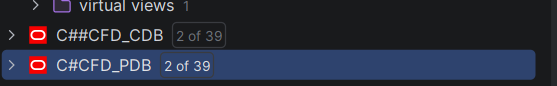 virtual views 1
C##CFD_CDB 2 of 39
C#CFD_PDB 2 of 39